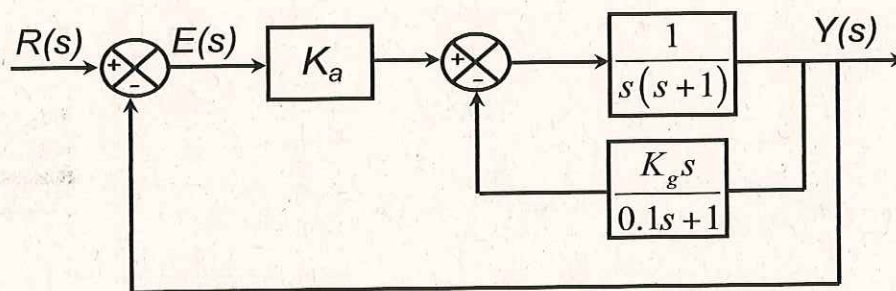 R(s)
E(s)
Y(s)
+
-
K_a
+
-
1
s(s+1)
K_g s
0.1s+1